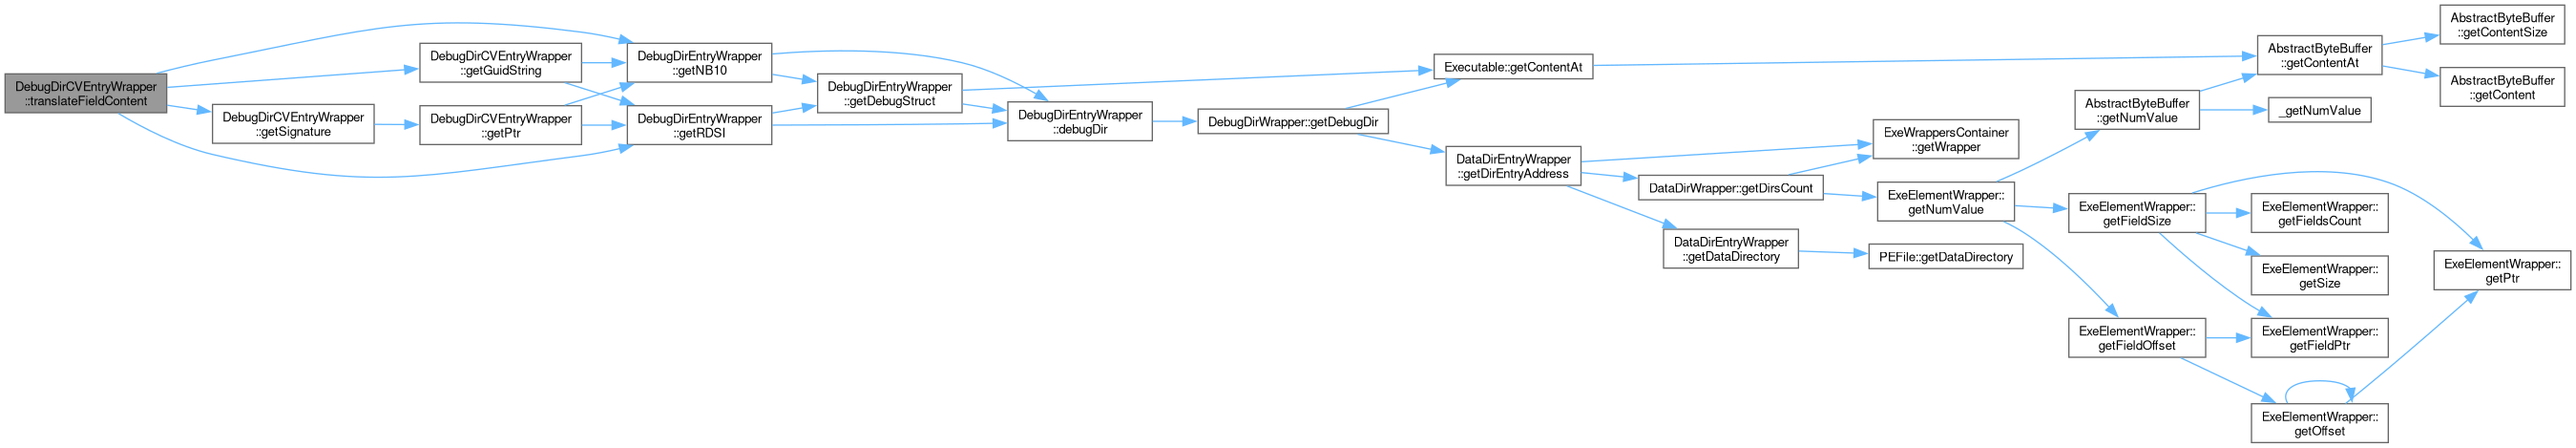 DebugDirCVEntryWrapper
::translateFieldContent
DebugDirCVEntryWrapper
::getGuidString
DebugDirCVEntryWrapper
::getSignature
DebugDirCVEntryWrapper
::getPtr
DebugDirEntryWrapper
::getNB10
DebugDirEntryWrapper
::getRDSI
DebugDirEntryWrapper
::getDebugStruct
DebugDirEntryWrapper
::debugDir
DebugDirWrapper::getDebugDir
Executable::getContentAt
DataDirEntryWrapper
::getDirEntryAddress
DataDirWrapper::getDirsCount
DataDirEntryWrapper
::getDataDirectory
ExeWrappersContainer
::getWrapper
ExeElementWrapper::
getNumValue
PEFile::getDataDirectory
AbstractByteBuffer
::getNumValue
ExeElementWrapper::
getFieldSize
ExeElementWrapper::
getFieldOffset
AbstractByteBuffer
::getContentAt
_getNumValue
ExeElementWrapper::
getFieldsCount
ExeElementWrapper::
getSize
ExeElementWrapper::
getFieldPtr
ExeElementWrapper::
getOffset
AbstractByteBuffer
::getContentSize
AbstractByteBuffer
::getContent
ExeElementWrapper::
getPtr